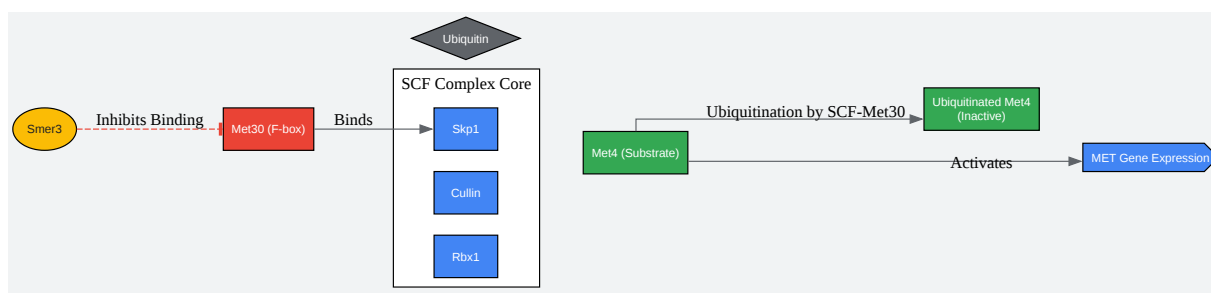 Ubiquitin
SCF Complex Core
Smer3
Inhibits Binding
Met30 (F-box)
Binds
Skp1
Cullin
Rbx1
Met4 (Substrate)
Ubiquitination by SCF-Met30
Ubiquitinated Met4
(Inactive)
Activates
MET Gene Expression